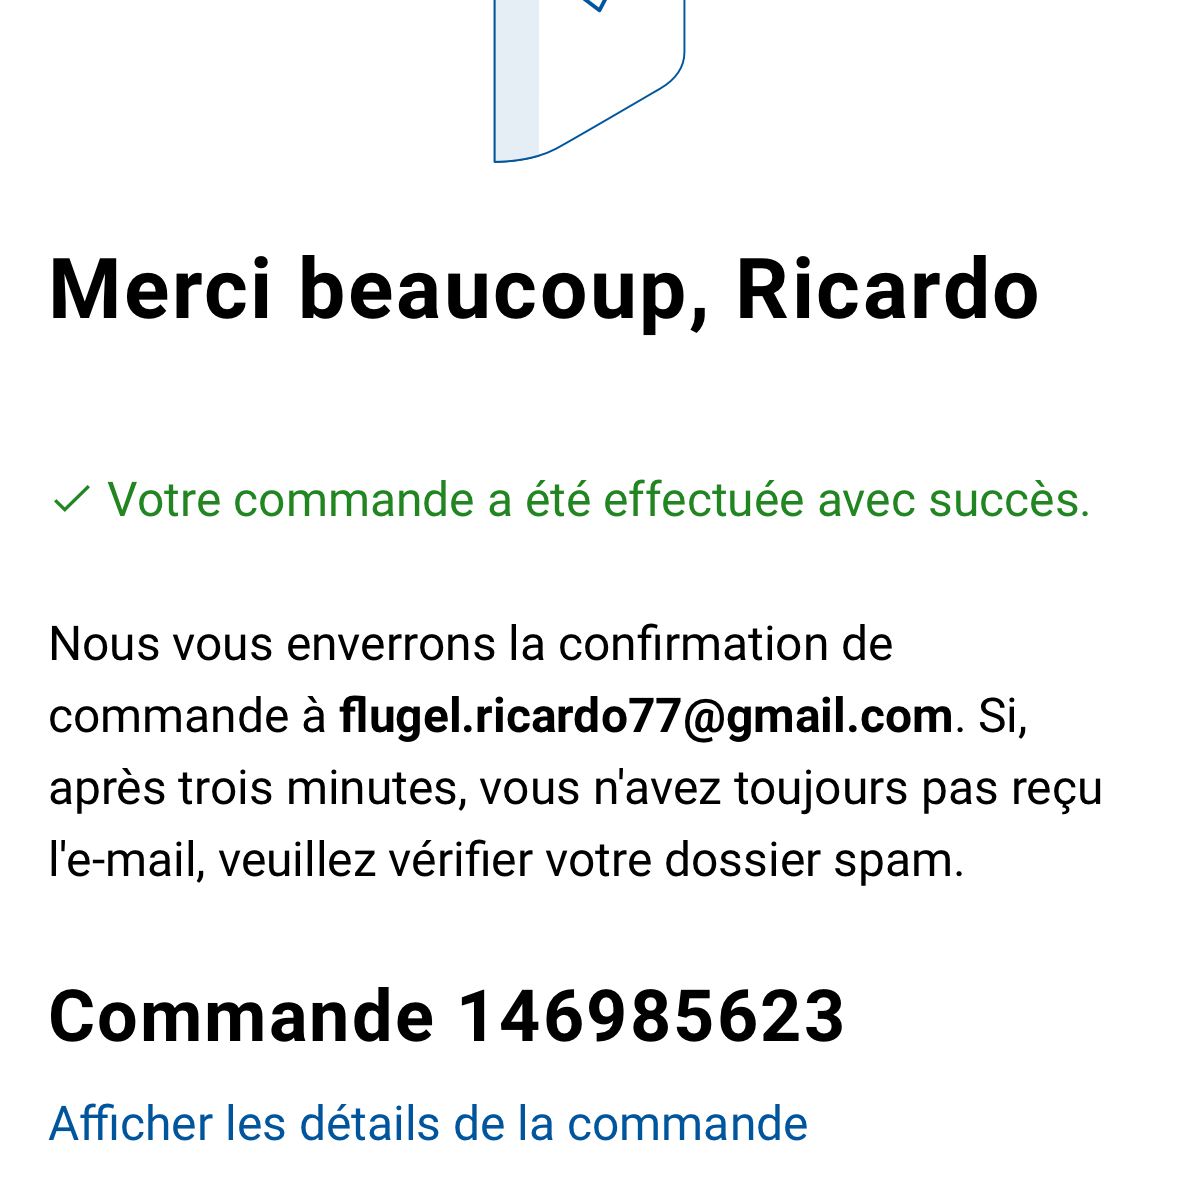 Merci beaucoup, Ricardo
Votre commande a été effectuée avec succès.
Nous vous enverrons la confirmation de
commande à flugel.ricardo77@gmail.com. Si,
après trois minutes, vous n'avez toujours pas reçu
l'e-mail, veuillez vérifier votre dossier spam.
Commande 146985623
Afficher les détails de la commande